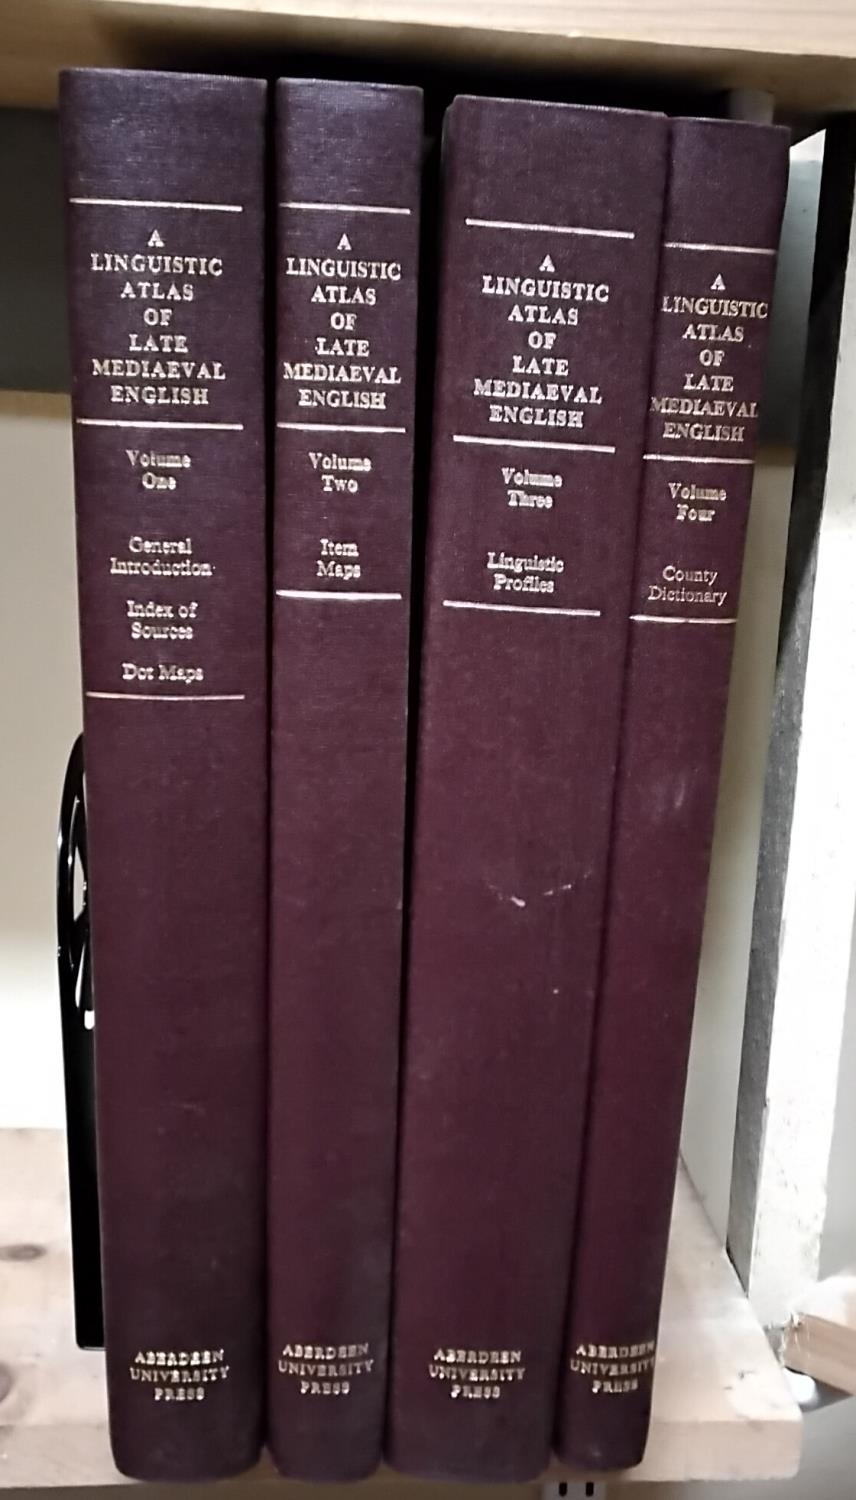 A
LINGUISTIC
ATLAS
OF
LATE
MEDIAEVAL
ENGLISH
Volume
One
General
Introduction
Index of
Sources
Dot Maps
ABERDEEN
UNIVERSITY
PRESS
A
LINGUISTIC
ATLAS
OF
LATE
MEDIAEVAL
ENGLISH
Volume
Two
Item
Maps
ABERDEEN
UNIVERSITY
PRESS
A
LINGUISTIC
ATLAS
OF
LATE
MEDIAEVAL
ENGLISH
Volume
Three
Linguistic
Profiles
ABERDEEN
UNIVERSITY
PRESS
A
LINGUISTIC
ATLAS
OF
LATE
MEDIAEVAL
ENGLISH
Volume
Four
County
Dictionary
ABERDEEN
UNIVERSITY
PRESS